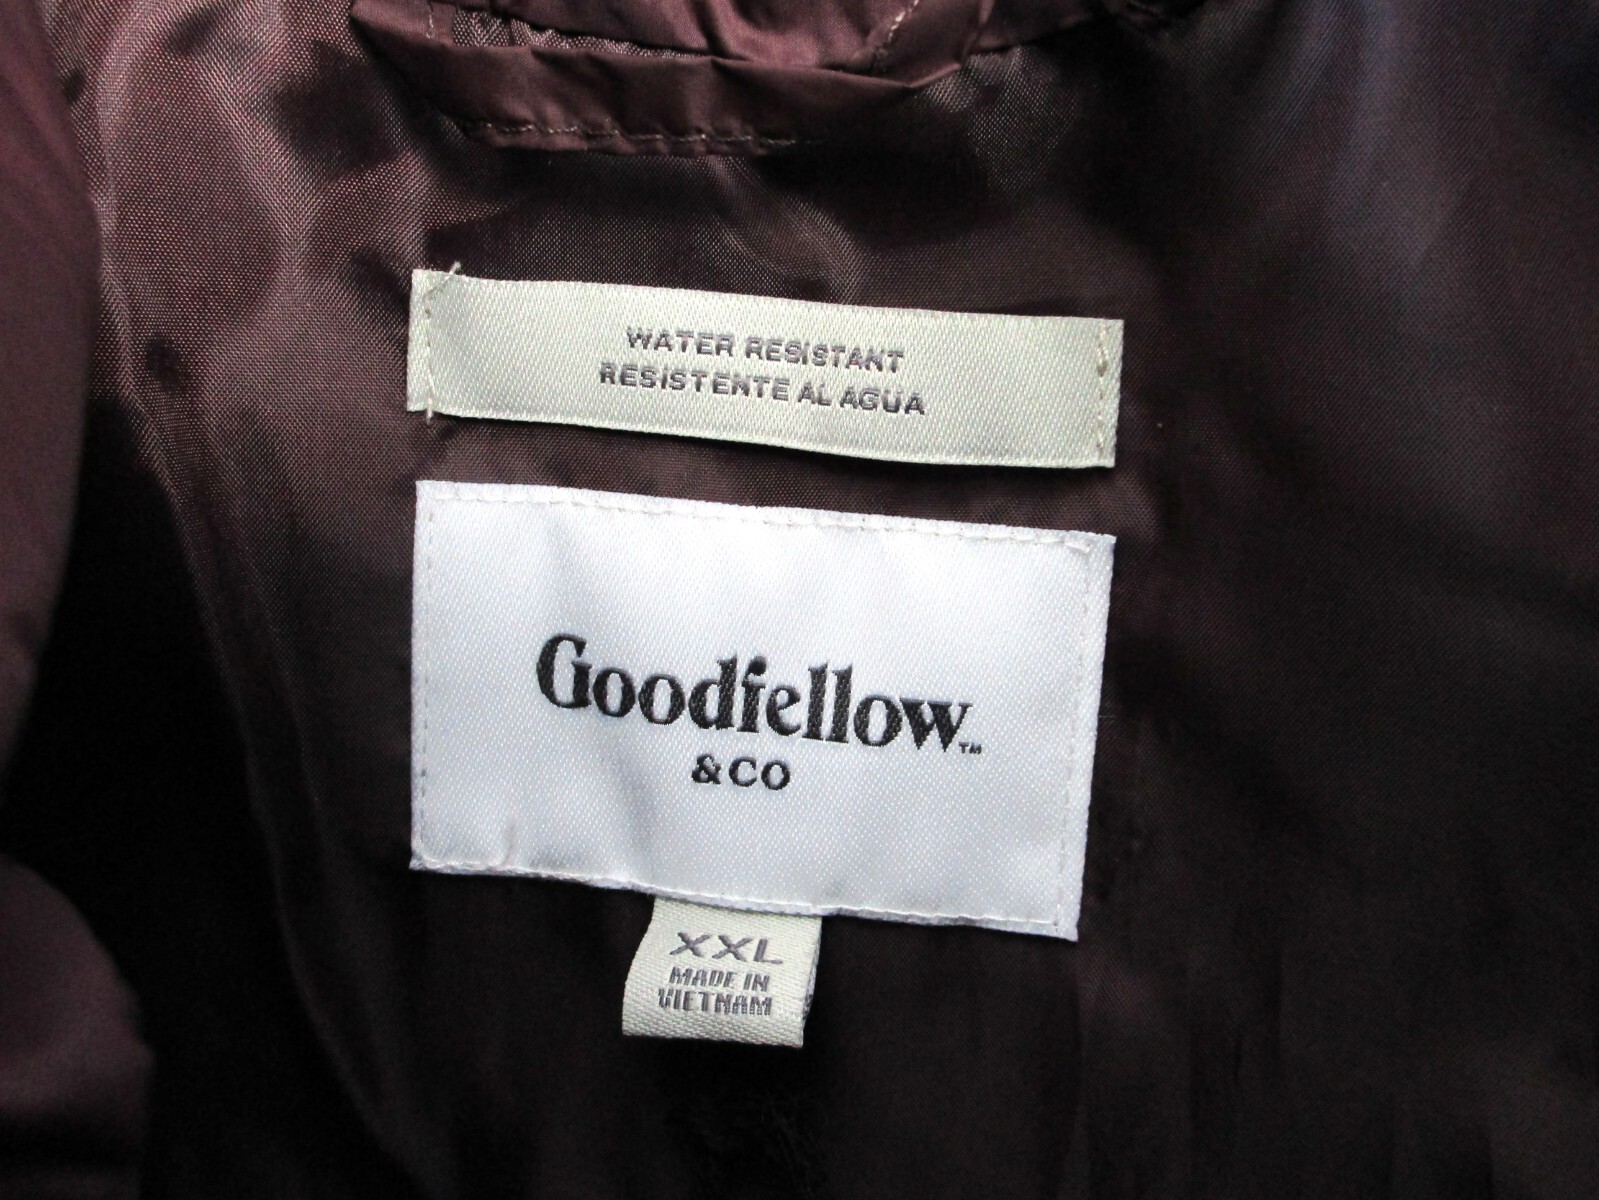 WATER RESISTANT
RESISTENTE AL AGUA
Goodfellow™
&CO
XXL
MADE IN
VIETNAM